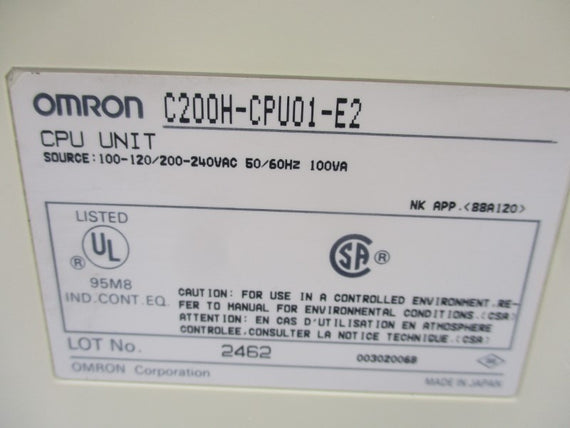 OMRON C200H-CPU01-E2
CPU UNIT
SOURCE:100-120/200-240VAC 50/60Hz 100VA
NK APP.<88A120>
LISTED
UL ®
95M8
IND.CONT.EQ.
SA ®
CAUTION: FOR USE IN A CONTROLLED ENVIRONMENT.RE-
FER TO MANUAL FOR ENVIRONMENTAL CONDITIONS.(CSA)
ATTENTION: EN CAS D'UTILISATION EN ATMOSPHERE
CONTROLEE.CONSULTER LA NOTICE TECHNIQUE.(CSA)
LOT No. 2462 003020068
OMRON Corporation MADE IN JAPAN